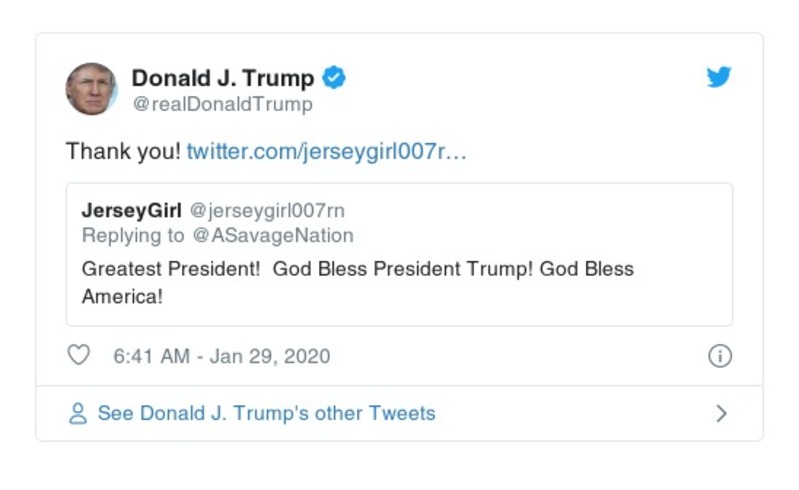 Donald J. Trump
@realDonaldTrump
Thank you! twitter.com/jerseygirl007r…
JerseyGirl @jerseygirl007rn
Replying to @ASavageNation
Greatest President!  God Bless President Trump! God Bless
America!
6:41 AM - Jan 29, 2020
See Donald J. Trump's other Tweets